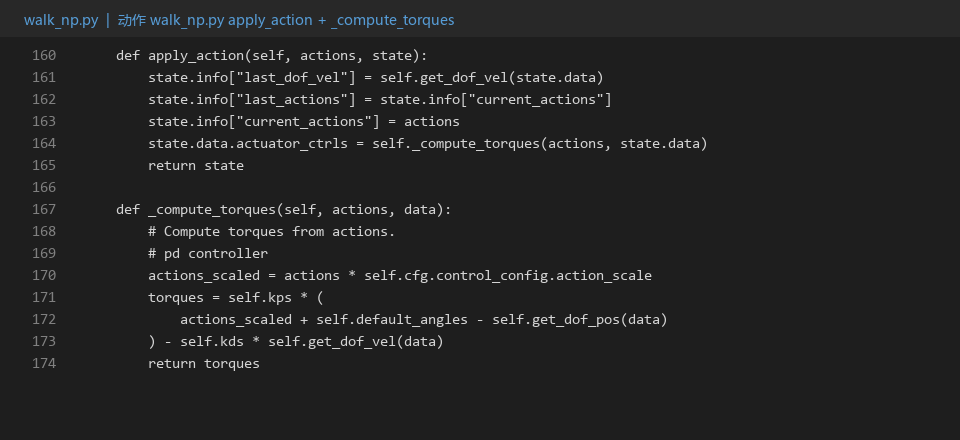 walk_np.py | 动作 walk_np.py apply_action + _compute_torques
160 def apply_action(self, actions, state):
161 state.info["last_dof_vel"] = self.get_dof_vel(state.data)
162 state.info["last_actions"] = state.info["current_actions"]
163 state.info["current_actions"] = actions
164 state.data.actuator_ctrls = self._compute_torques(actions, state.data)
165 return state
166
167 def _compute_torques(self, actions, data):
168 # Compute torques from actions.
169 # pd controller
170 actions_scaled = actions * self.cfg.control_config.action_scale
171 torques = self.kps * (
172 actions_scaled + self.default_angles - self.get_dof_pos(data)
173 ) - self.kds * self.get_dof_vel(data)
174 return torques